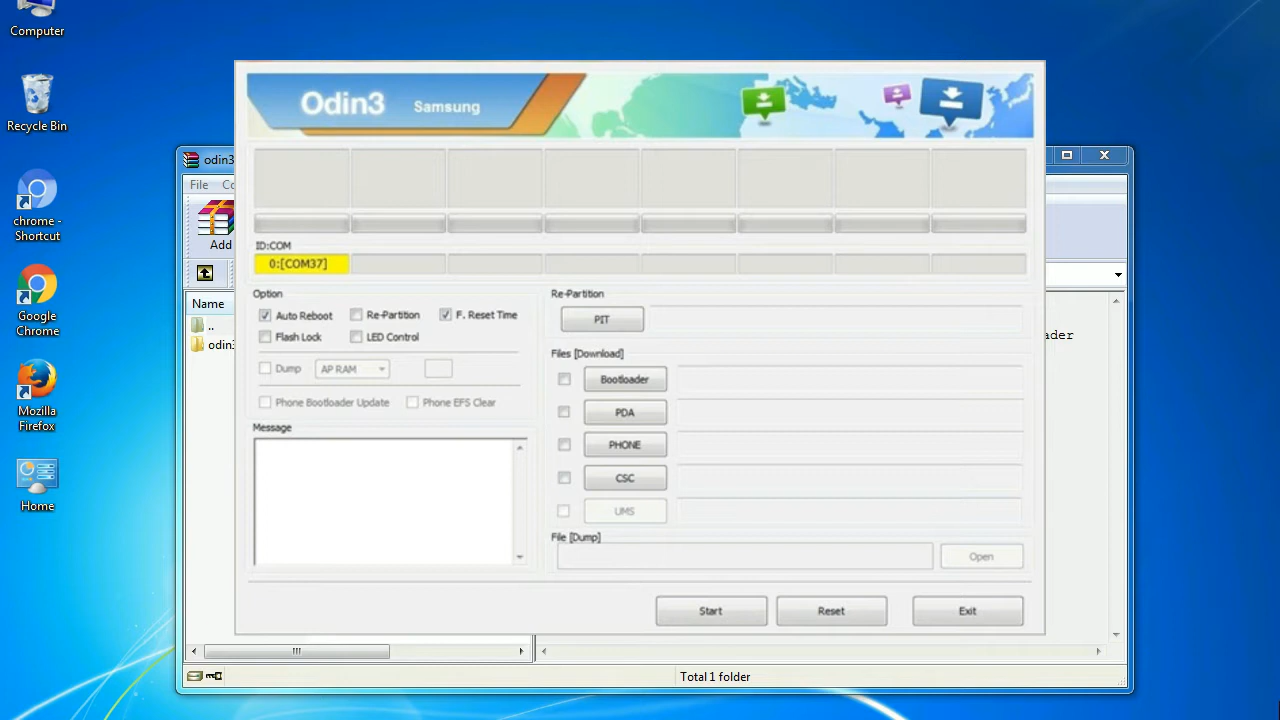 Computer
Recycle Bin
chrome -
Shortcut
Google
Chrome
Mozilla
Firefox
Home
odin3
File Co
Add
Name
..
odin3
ader
Total 1 folder
Odin3 Samsung
ID:COM
0:[COM37]
Option
Auto Reboot Re-Partition F. Reset Time
Flash Lock LED Control
Dump AP RAM
Phone Bootloader Update Phone EFS Clear
Message
Re-Partition
PIT
Files [Download]
Bootloader
PDA
PHONE
CSC
UMS
File [Dump]
Open
Start Reset Exit